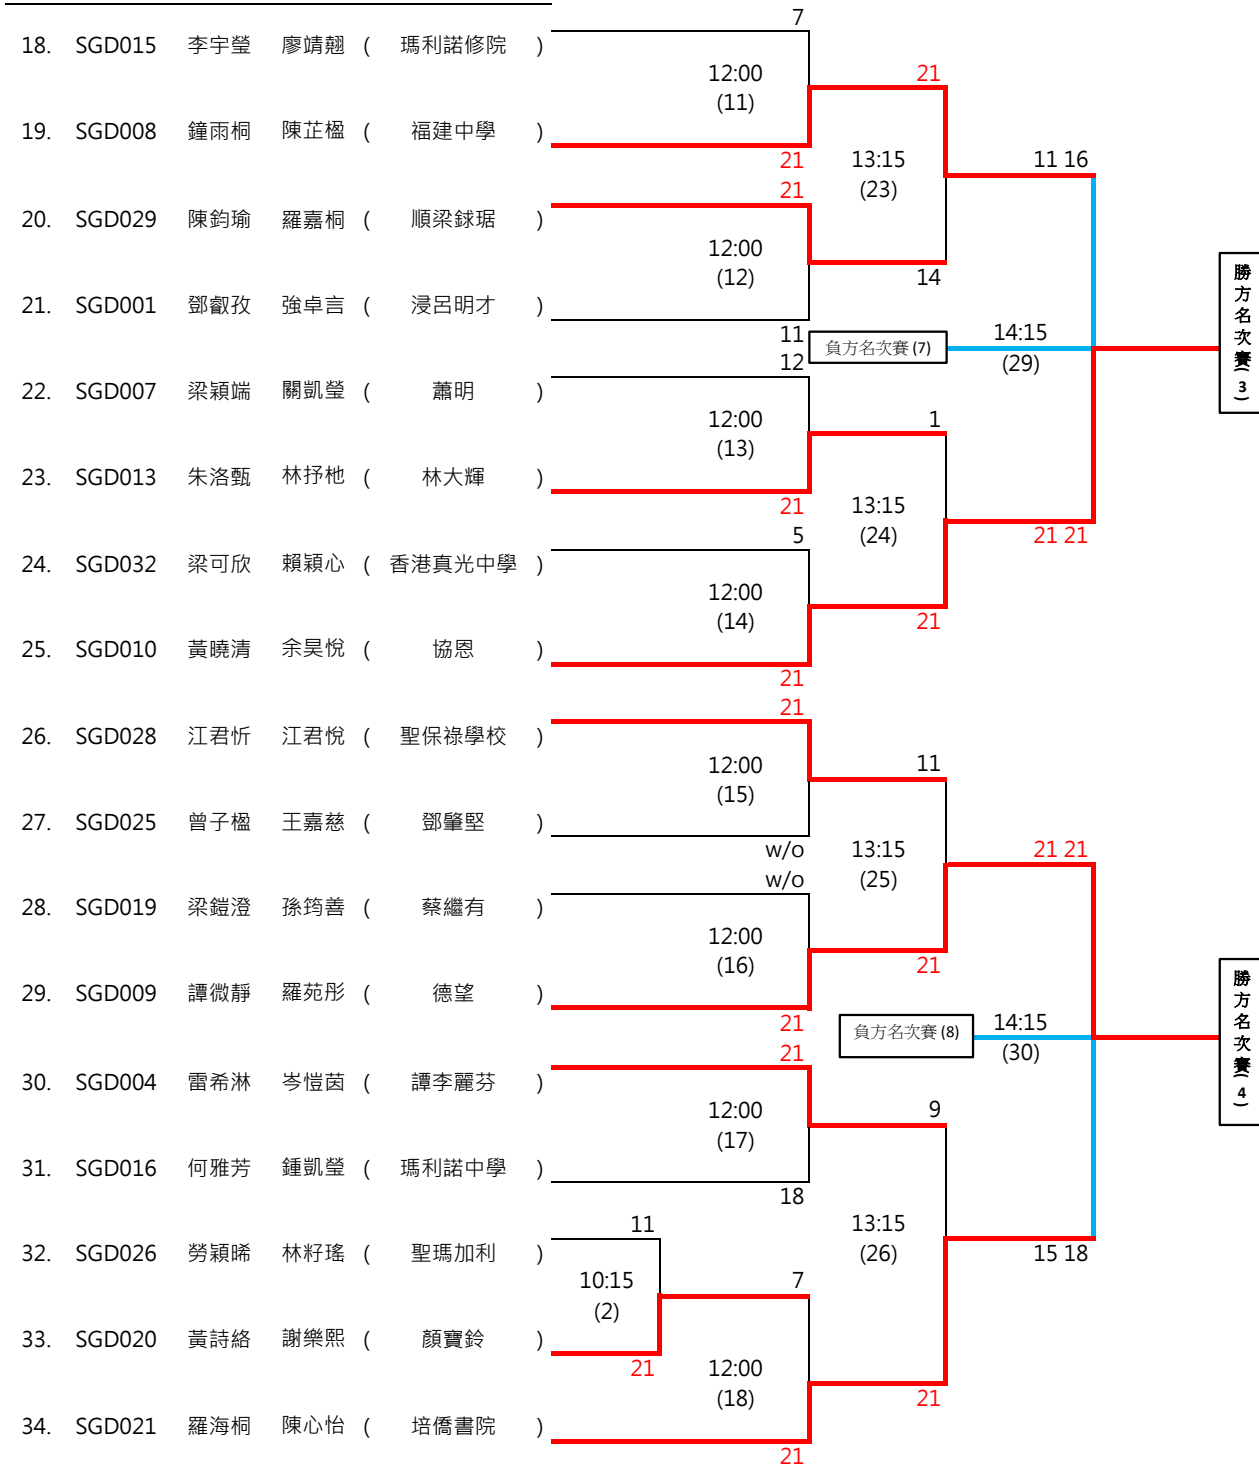 7
18. SGD015 李宇瑩 廖靖翹 ( 瑪利諾修院 )
12:00 21
(11)
19. SGD008 鐘雨桐 陳芷楹 ( 福建中學 )
21 13:15 11 16
21 (23)
20. SGD029 陳鈞瑜 羅嘉桐 ( 順梁銶琚 )
12:00
(12) 14
勝方名次賽(3)
21. SGD001 鄧叡孜 強卓言 ( 浸呂明才 )
11 負方名次賽 (7) 14:15
12 (29)
22. SGD007 梁穎端 關凱瑩 ( 蕭明 )
12:00 1
(13)
23. SGD013 朱洛甄 林抒杝 ( 林大輝 )
21 13:15
5 (24) 21 21
24. SGD032 梁可欣 賴穎心 ( 香港真光中學 )
12:00
(14) 21
25. SGD010 黃曉清 余昊悅 ( 協恩 )
21
21
26. SGD028 江君忻 江君悅 ( 聖保祿學校 )
12:00 11
(15)
27. SGD025 曾子楹 王嘉慈 ( 鄧肇堅 )
w/o 13:15 21 21
w/o (25)
28. SGD019 梁鎧澄 孫筠善 ( 蔡繼有 )
12:00
(16) 21
29. SGD009 譚微靜 羅苑彤 ( 德望 )
勝方名次賽(4)
21 負方名次賽 (8) 14:15
21 (30)
30. SGD004 雷希淋 岑愷茵 ( 譚李麗芬 )
12:00 9
(17)
31. SGD016 何雅芳 鍾凱瑩 ( 瑪利諾中學 )
18
11 13:15
32. SGD026 勞穎晞 林籽瑤 ( 聖瑪加利 )
(26) 15 18
10:15 7
(2)
33. SGD020 黃詩絡 謝樂熙 ( 顏寶鈴 )
21 12:00
(18) 21
34. SGD021 羅海桐 陳心怡 ( 培僑書院 )
21